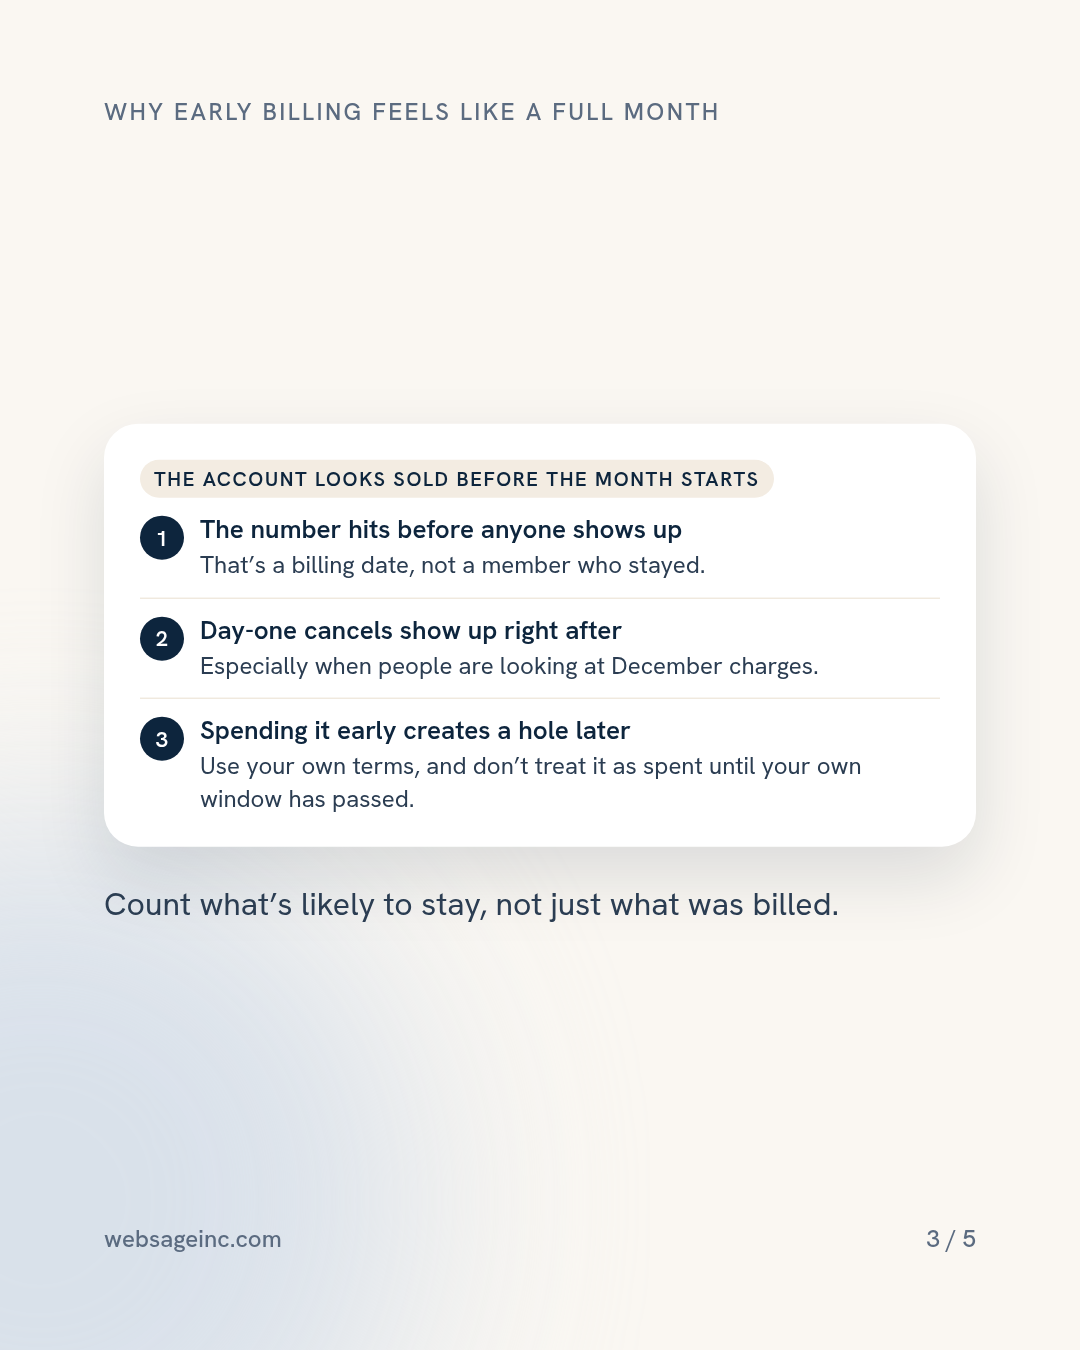 WHY EARLY BILLING FEELS LIKE A FULL MONTH
THE ACCOUNT LOOKS SOLD BEFORE THE MONTH STARTS
1 The number hits before anyone shows up
That’s a billing date, not a member who stayed.
2 Day-one cancels show up right after
Especially when people are looking at December charges.
3 Spending it early creates a hole later
Use your own terms, and don’t treat it as spent until your own
window has passed.
Count what’s likely to stay, not just what was billed.
websageinc.com
3 / 5